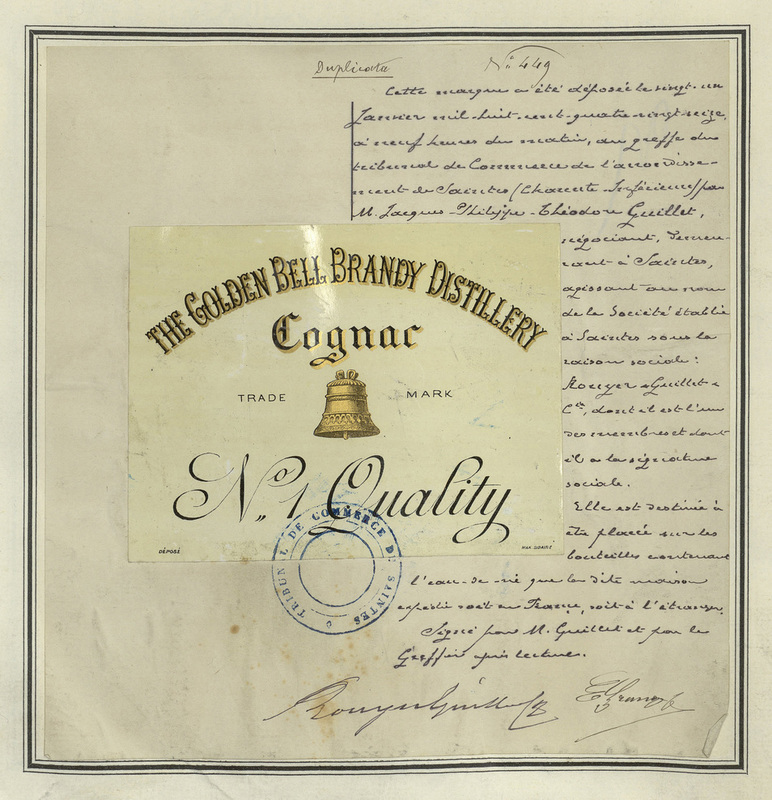 Duplicata
No 449
Cette marque a été déposée le vingt-un
Janvier mil-huit-cent-quatre-vingt-seize,
à neuf heures du matin, au greffe du
tribunal de Commerce de l'arrondisse-
ment de Saintes (Charente-Inférieure) par
M. Jacques-Philippe-Théodore Guillet,
négociant, demeu-
rant à Saintes,
agissant au nom
de la Société établie
à Saintes sous la
raison sociale:
Rouyer Guillet &
Cie, dont il est l'un
des membres et dont
il a la signature
sociale.
Elle est destinée à
être placée sur les
bouteilles contenant
l'eau-de-vie que la dite maison
expédie soit en France, soit à l'étranger.
Signé par M. Guillet et par le
Greffier après lecture.
Rouyer Guillet &
THE GOLDEN BELL BRANDY DISTILLERY
Cognac
TRADE MARK
No. 1 Quality
DÉPOSÉ
TRIBUNAL DE COMMERCE DE SAINTES